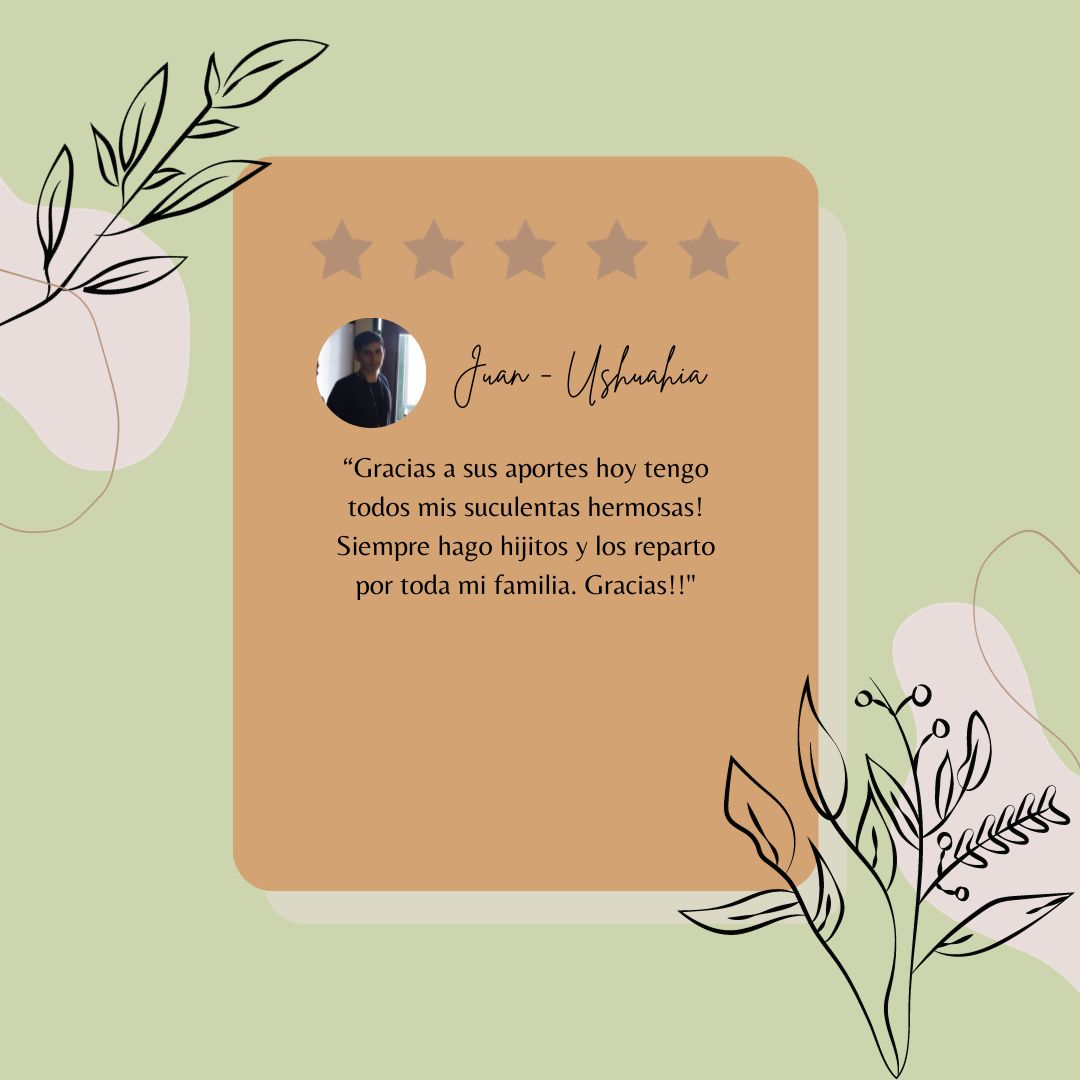 Juan - Ushuahia
“Gracias a sus aportes hoy tengo
todos mis suculentas hermosas!
Siempre hago hijitos y los reparto
por toda mi familia. Gracias!!"